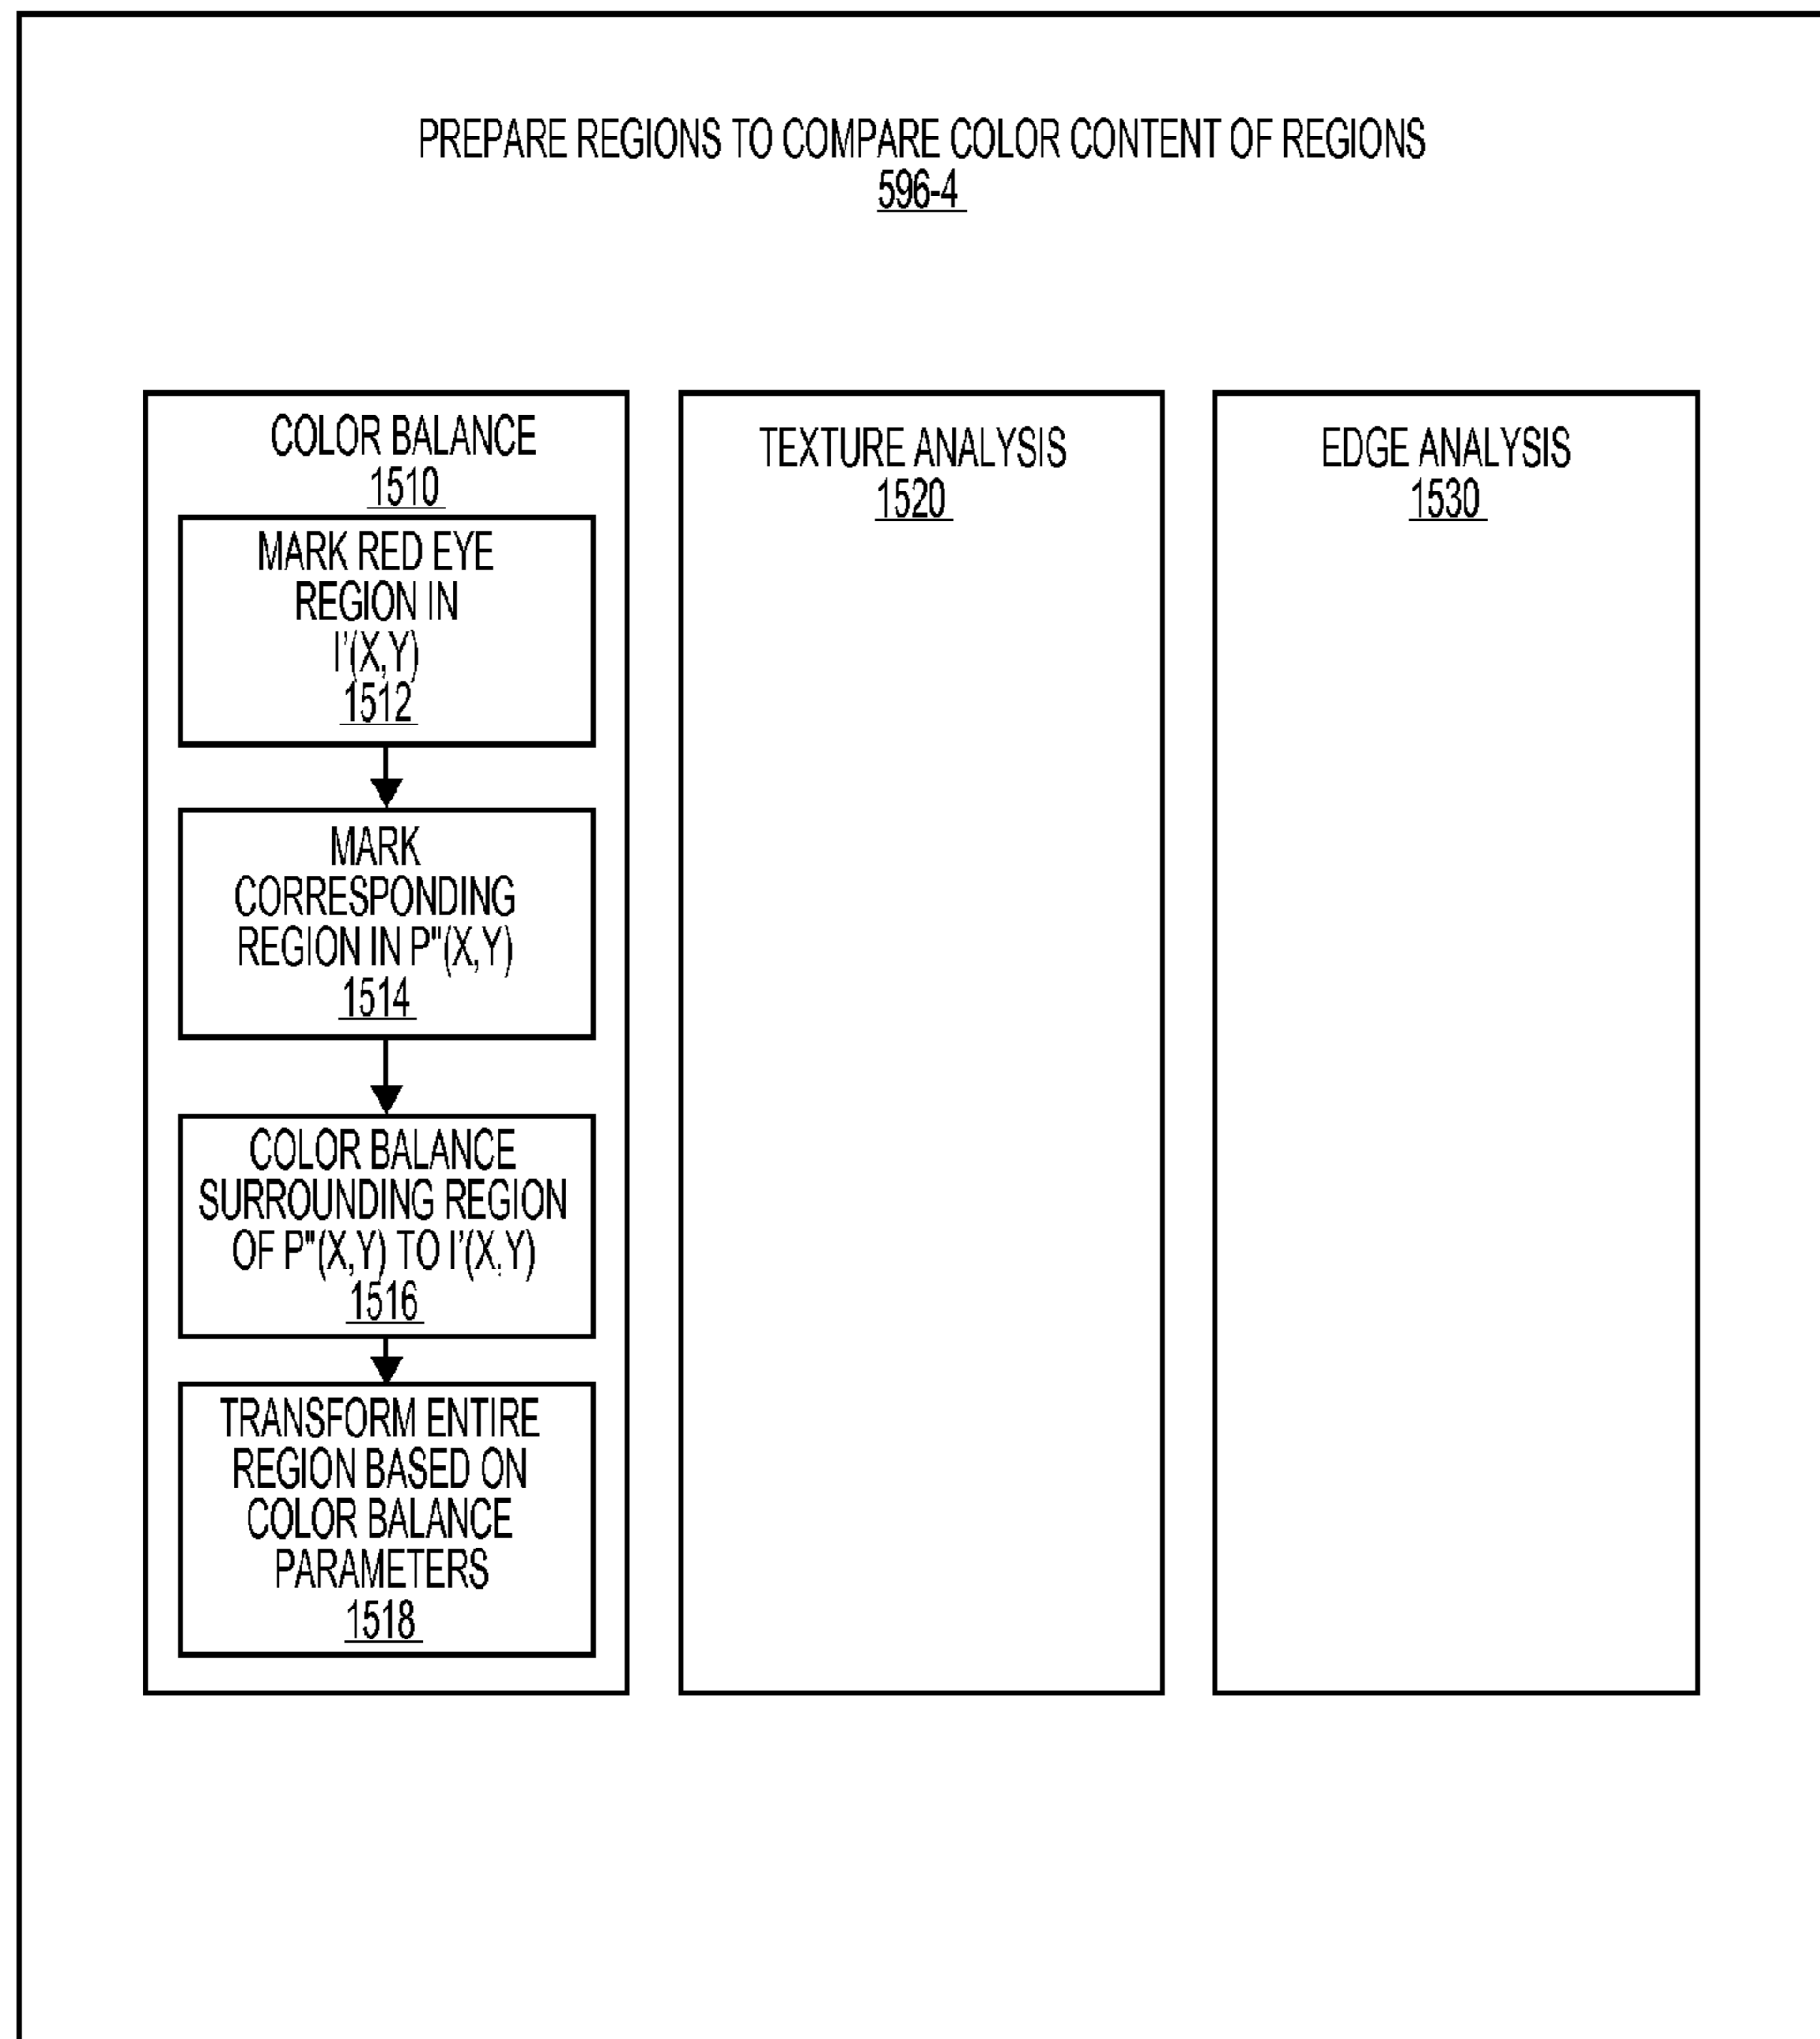 PREPARE REGIONS TO COMPARE COLOR CONTENT OF REGIONS
596-4
COLOR BALANCE
1510
MARK RED EYE
REGION IN
I'(X,Y)
1512
MARK
CORRESPONDING
REGION IN P"(X,Y)
1514
COLOR BALANCE
SURROUNDING REGION
OF P"(X,Y) TO I'(X,Y)
1516
TRANSFORM ENTIRE
REGION BASED ON
COLOR BALANCE
PARAMETERS
1518
TEXTURE ANALYSIS
1520
EDGE ANALYSIS
1530